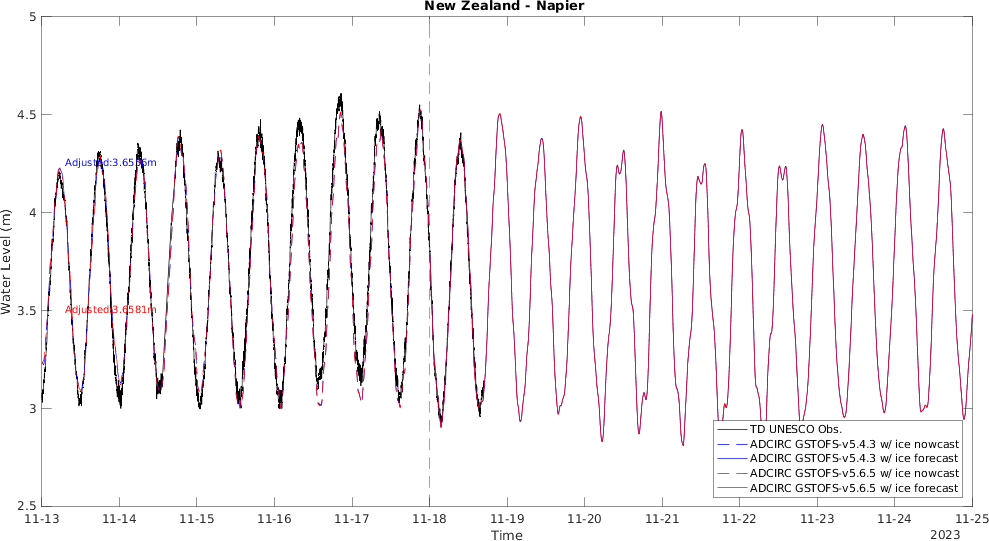 New Zealand - Napier
5
4.5
4
3.5
3
2.5
Water Level (m)
Adjusted:3.6556m
Adjusted:3.6581m
TD UNESCO Obs.
ADCIRC GSTOFS-v5.4.3 w/ ice nowcast
ADCIRC GSTOFS-v5.4.3 w/ ice forecast
ADCIRC GSTOFS-v5.6.5 w/ ice nowcast
ADCIRC GSTOFS-v5.6.5 w/ ice forecast
11-13 11-14 11-15 11-16 11-17 11-18 11-19 11-20 11-21 11-22 11-23 11-24 11-25
Time
2023